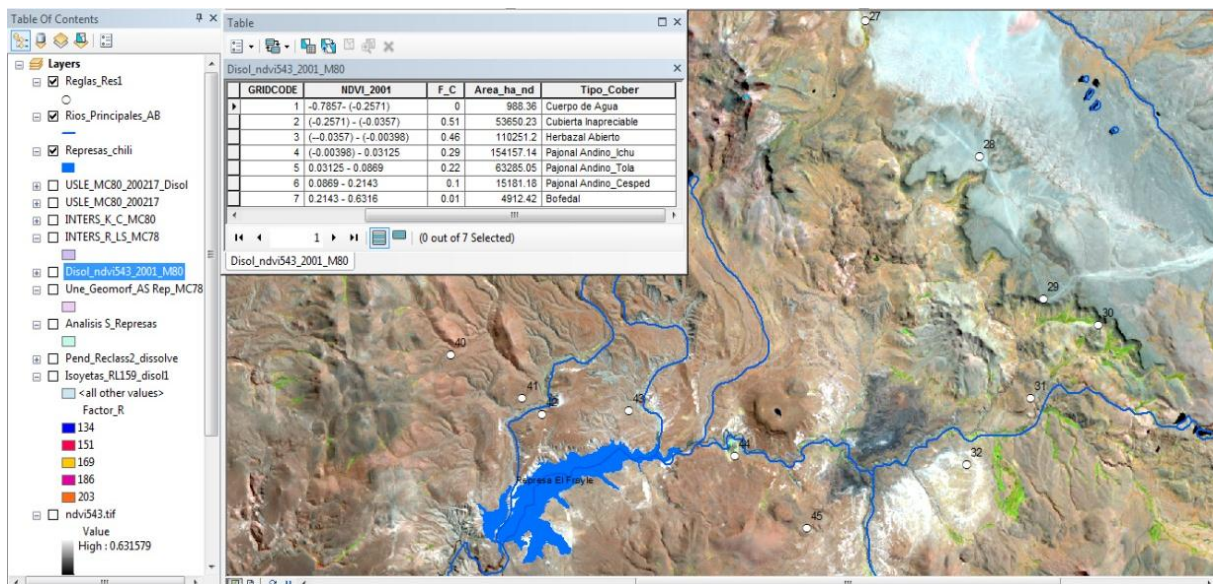 Table Of Contents
Layers
Reglas_Res1
Rios_Principales_AB
Represas_chili
USLE_MC80_200217_Disol
USLE_MC80_200217
INTERS_K_C_MC80
INTERS_R_LS_MC78
Disol_ndvi543_2001_M80
Une_Geomorf_AS Rep_MC78
Analisis S_Represas
Pend_Reclass2_dissolve
Isoyetas_RL159_disol1
<all other values>
Factor_R
134
151
169
186
203
ndvi543.tif
Value
High : 0.631579
Table
Disol_ndvi543_2001_M80
GRIDCODE NDVI_2001 F_C Area_ha_nd Tipo_Cober
1 -0.7857- (-0.2571) 0 988.36 Cuerpo de Agua
2 (-0.2571) - (-0.0357) 0.51 53650.23 Cubierta Inapreciable
3 (--0.0357) - (-0.00398) 0.46 110251.2 Herbazal Abierto
4 (-0.00398) - 0.03125 0.29 154157.14 Pajonal Andino_Ichu
5 0.03125 - 0.0869 0.22 63285.05 Pajonal Andino_Tola
6 0.0869 - 0.2143 0.1 15181.18 Pajonal Andino_Cesped
7 0.2143 - 0.6316 0.01 4912.42 Bofedal
1 (0 out of 7 Selected)
Disol_ndvi543_2001_M80
27
28
29
30
40
41
43
31
44
32
Represa El Frayle
45